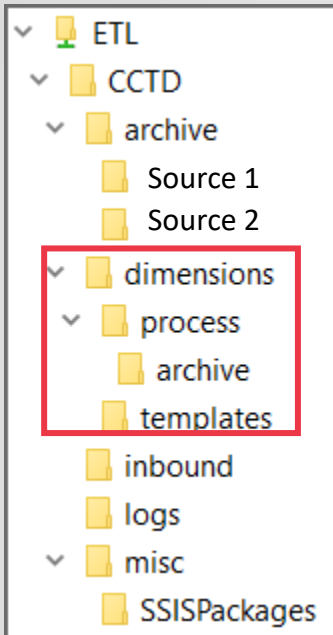 ETL
CCTD
archive
Source 1
Source 2
dimensions
process
archive
templates
inbound
logs
misc
SSISPackages